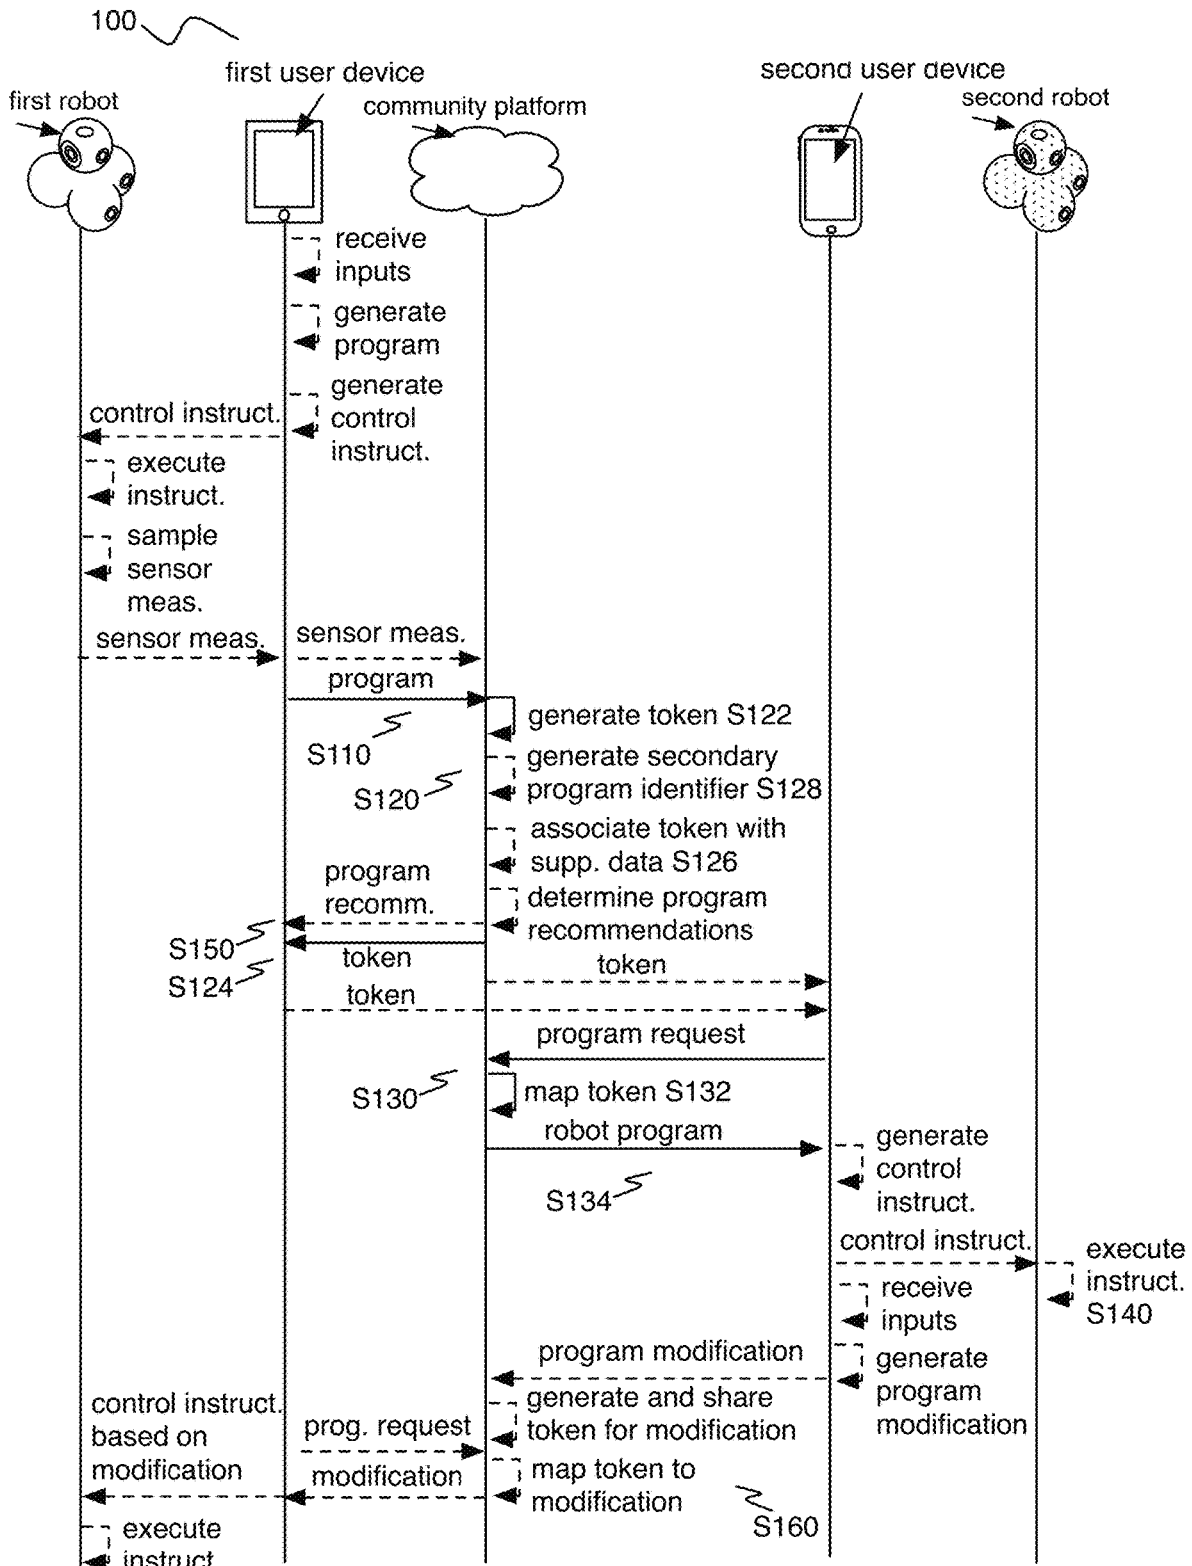 100
first user device
second user device
first robot
community platform
second robot
receive
inputs
generate
program
generate
control
instruct.
control instruct.
execute
instruct.
sample
sensor
meas.
sensor meas.
sensor meas.
program
S110
generate token S122
S120
generate secondary
program identifier S128
associate token with
supp. data S126
program
recomm.
determine program
recommendations
S150
token
token
S124
token
program request
S130
map token S132
robot program
generate
control
instruct.
S134
control instruct.
execute
instruct.
S140
receive
inputs
program modification
generate
program
modification
control instruct.
based on
modification
generate and share
token for modification
prog. request
modification
map token to
modification
S160
execute
instruct